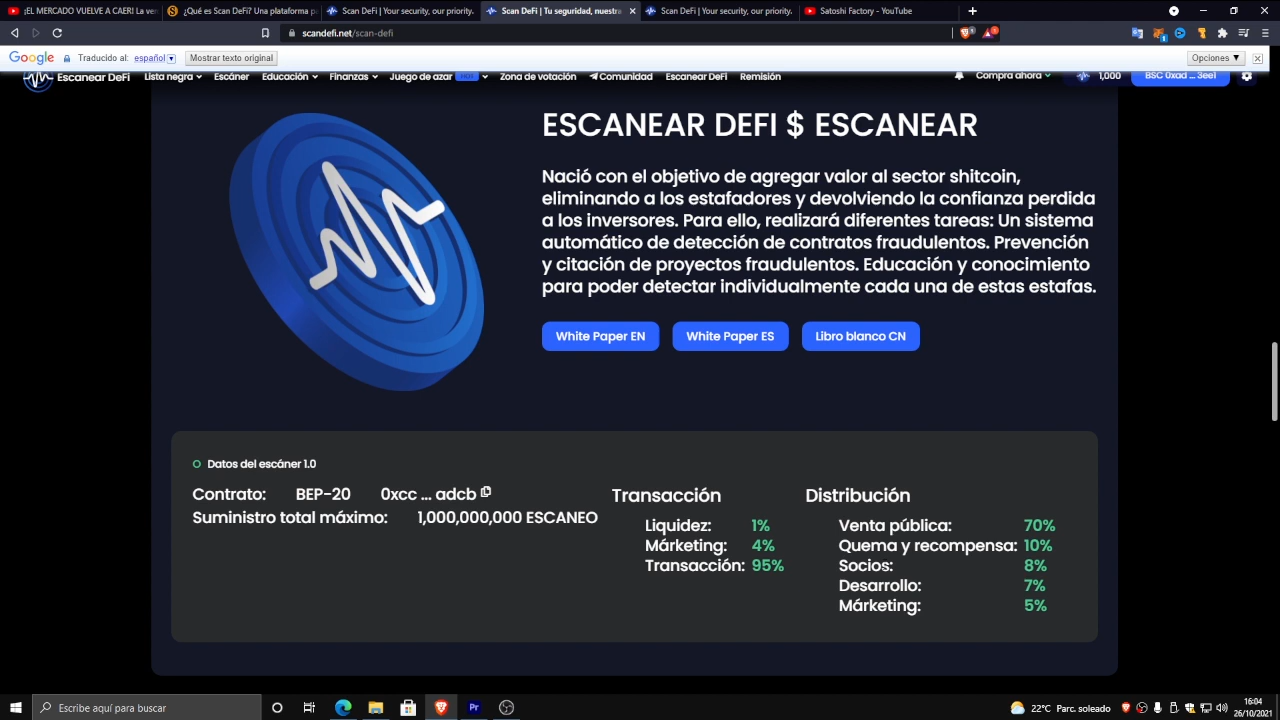 ¡EL MERCADO VUELVE A CAER! La ver
¿Qué es Scan DeFi? Una plataforma p
Scan DeFi | Your security, our priority.
Scan DeFi | Tu seguridad, nuestra
Scan DeFi | Your security, our priority.
Satoshi Factory - YouTube
scandefi.net/scan-defi
Google Traducido al: español Mostrar texto original Opciones ▼
Escanear DeFi Lista negra Escáner Educación Finanzas Juego de azar HOT Zona de votación Comunidad Escanear DeFi Remisión Compra ahora 1,000 BSC 0xad ... 3ee1
ESCANEAR DEFI $ ESCANEAR
Nació con el objetivo de agregar valor al sector shitcoin,
eliminando a los estafadores y devolviendo la confianza perdida
a los inversores. Para ello, realizará diferentes tareas: Un sistema
automático de detección de contratos fraudulentos. Prevención
y citación de proyectos fraudulentos. Educación y conocimiento
para poder detectar individualmente cada una de estas estafas.
White Paper EN White Paper ES Libro blanco CN
Datos del escáner 1.0
Contrato: BEP-20 0xcc ... adcb
Suministro total máximo: 1,000,000,000 ESCANEO
Transacción
Liquidez: 1%
Márketing: 4%
Transacción: 95%
Distribución
Venta pública: 70%
Quema y recompensa: 10%
Socios: 8%
Desarrollo: 7%
Márketing: 5%
Escribe aquí para buscar
Pr
22°C Parc. soleado
16:04
26/10/2021